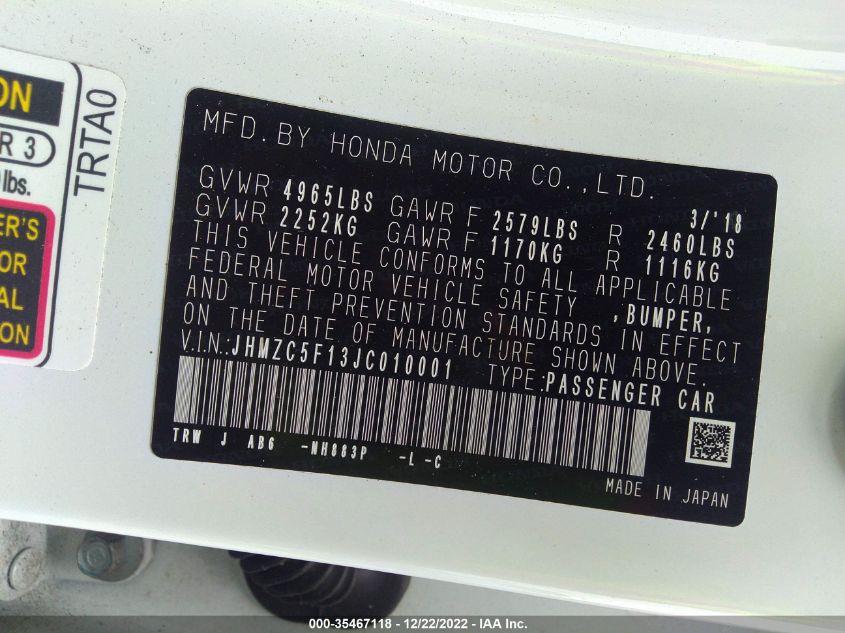 ON
R 3
lbs.
ER'S
OR
AL
ION
TRTA0
MFD. BY HONDA MOTOR CO., LTD.
3/'18
GVWR 4965LBS GAWR F 2579LBS R 2460LBS
GVWR 2252KG GAWR F 1170KG R 1116KG
THIS VEHICLE CONFORMS TO ALL APPLICABLE
FEDERAL MOTOR VEHICLE SAFETY ,BUMPER,
AND THEFT PREVENTION STANDARDS IN EFFECT
ON THE DATE OF MANUFACTURE SHOWN ABOVE.
V.I.N.:JHMZC5F13JC010001 TYPE:PASSENGER CAR
TRW J AB6 -NH883P -L -C
MADE IN JAPAN
000-35467118 - 12/22/2022 - IAA Inc.